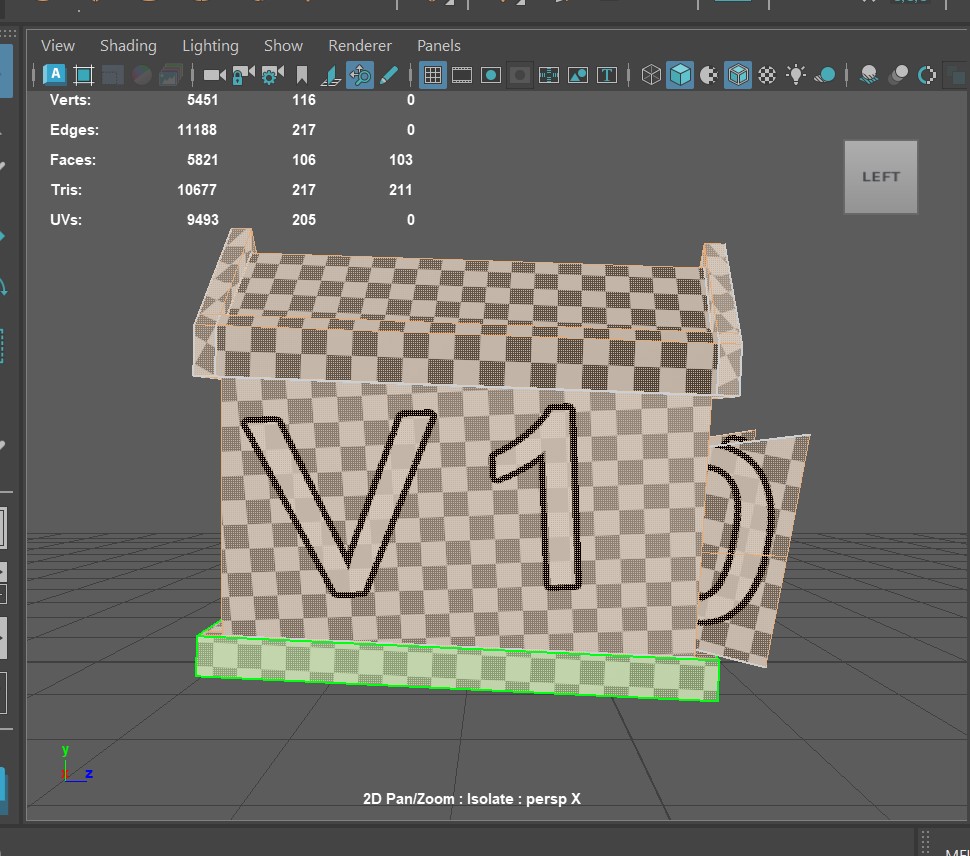 View Shading Lighting Show Renderer Panels
A T
Verts: 5451 116 0
Edges: 11188 217 0
Faces: 5821 106 103
Tris: 10677 217 211
UVs: 9493 205 0
LEFT
V 1
y
z
2D Pan/Zoom : Isolate : persp X